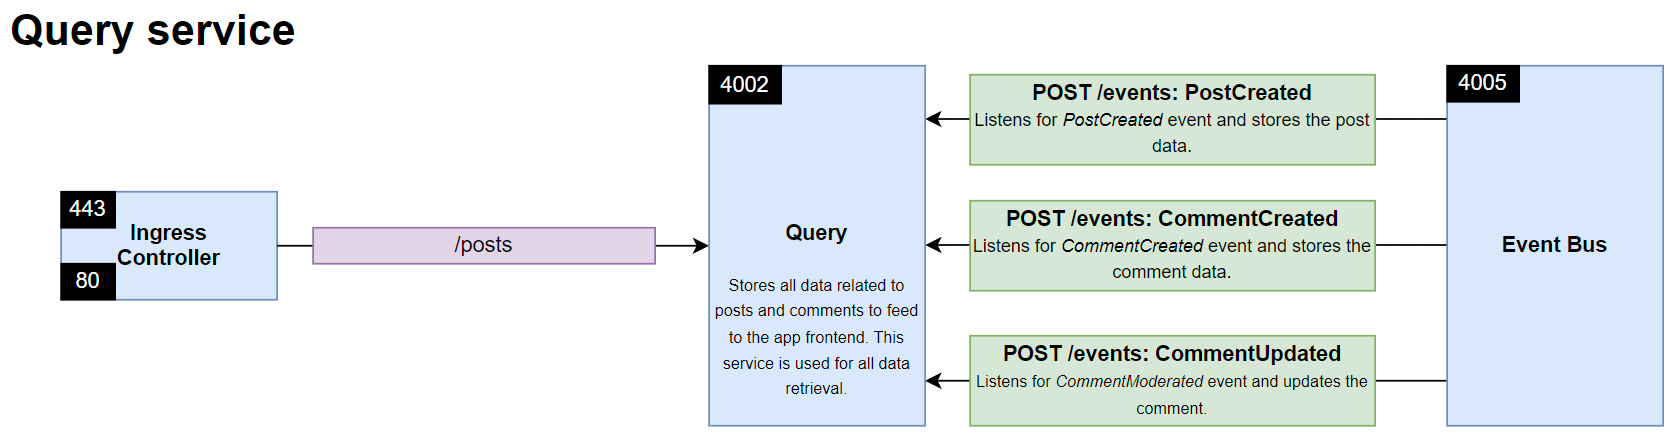 Query service
443
Ingress
Controller
80
/posts
4002
Query
Stores all data related to
posts and comments to feed
to the app frontend. This
service is used for all data
retrieval.
POST /events: PostCreated
Listens for PostCreated event and stores the post
data.
POST /events: CommentCreated
Listens for CommentCreated event and stores the
comment data.
POST /events: CommentUpdated
Listens for CommentModerated event and updates the
comment.
4005
Event Bus